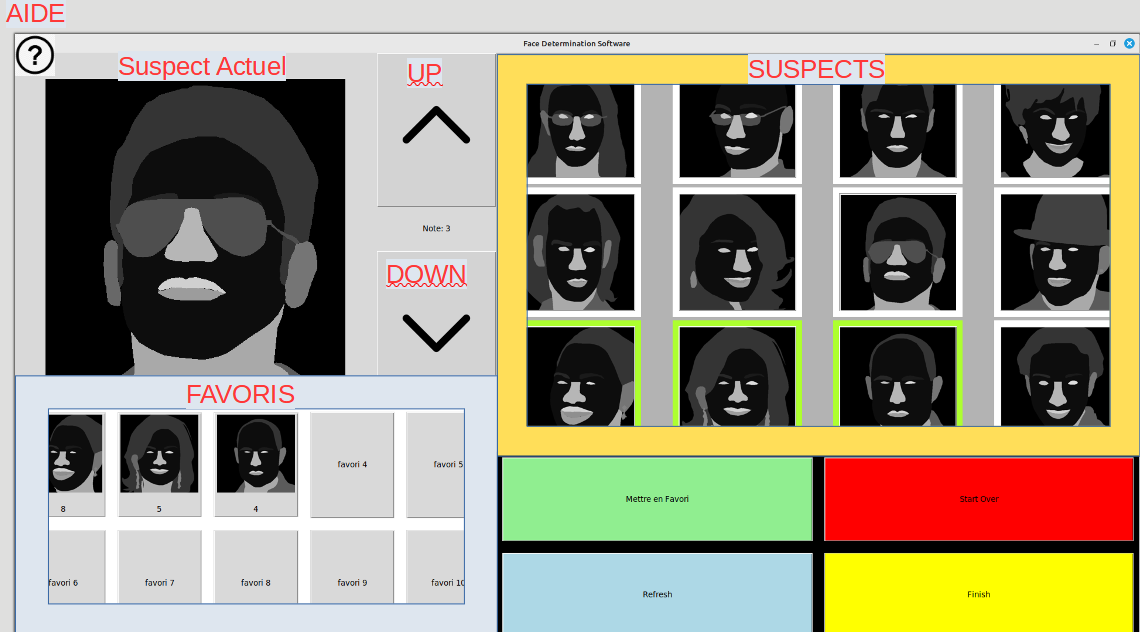 AIDE
Face Determination Software
?
Suspect Actuel
UP
SUSPECTS
Note: 3
DOWN
FAVORIS
favori 4
favori 5
8
5
4
favori 6
favori 7
favori 8
favori 9
favori 10
Mettre en Favori
Start Over
Refresh
Finish